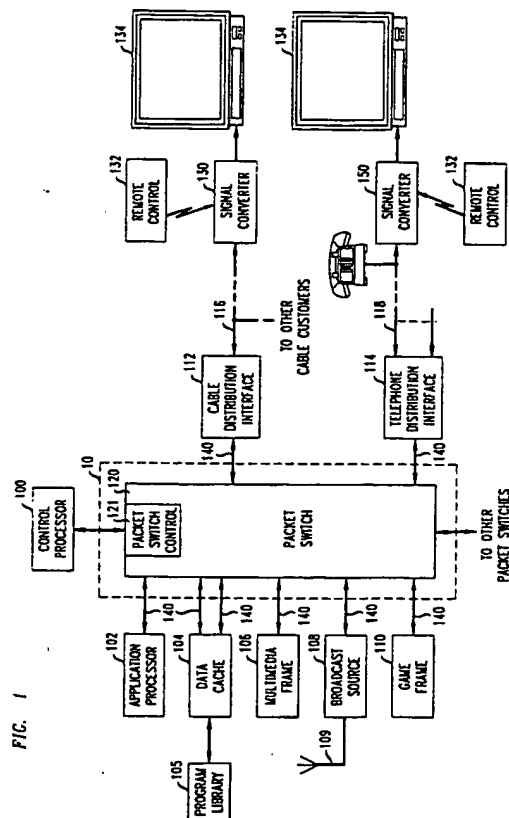 FIG. 1
105
PROGRAM
LIBRARY
109
102
APPLICATION
PROCESSOR
104
DATA
CACHE
106
MULTIMEDIA
FRAME
108
BROADCAST
SOURCE
110
GAME
FRAME
140
140
140
140
140
140
100
CONTROL
PROCESSOR
10
120
121
PACKET
SWITCH
CONTROL
PACKET
SWITCH
TO OTHER
PACKET SWITCHES
140
140
112
CABLE
DISTRIBUTION
INTERFACE
116
TO OTHER
CABLE CUSTOMERS
114
TELEPHONE
DISTRIBUTION
INTERFACE
118
132
REMOTE
CONTROL
130
SIGNAL
CONVERTER
134
150
SIGNAL
CONVERTER
132
REMOTE
CONTROL
134